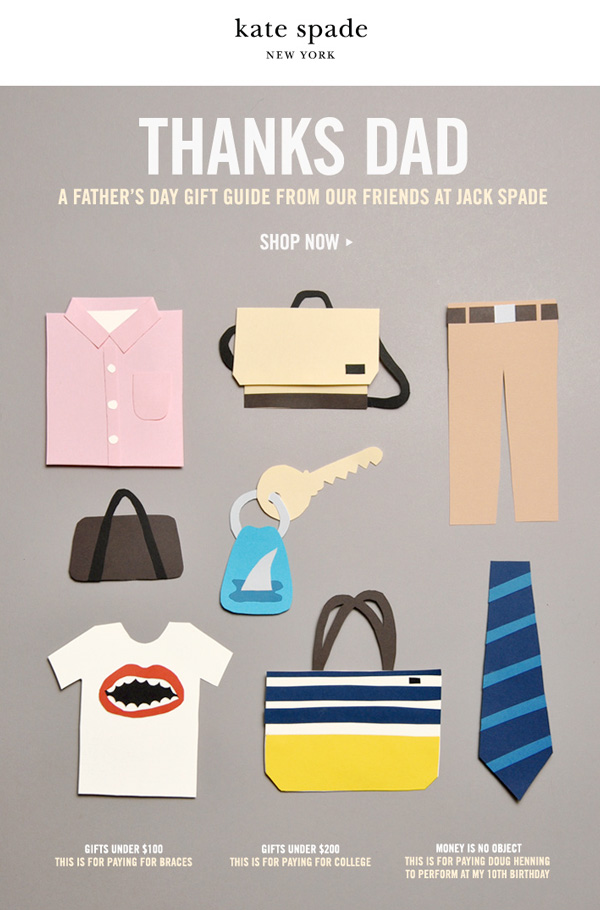 kate spade
NEW YORK
THANKS DAD
A FATHER'S DAY GIFT GUIDE FROM OUR FRIENDS AT JACK SPADE
SHOP NOW ▸
GIFTS UNDER $100
THIS IS FOR PAYING FOR BRACES
GIFTS UNDER $200
THIS IS FOR PAYING FOR COLLEGE
MONEY IS NO OBJECT
THIS IS FOR PAYING DOUG HENNING
TO PERFORM AT MY 10TH BIRTHDAY